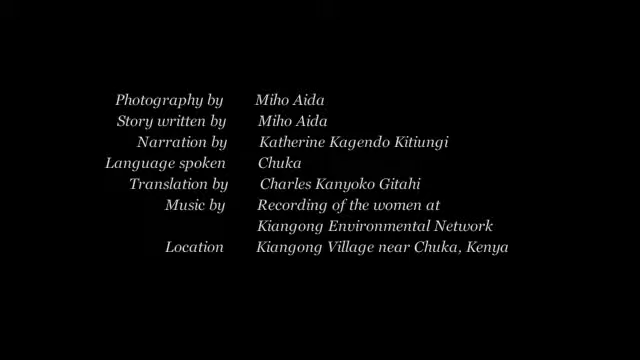 Photography by Miho Aida
Story written by Miho Aida
Narration by Katherine Kagendo Kitiungi
Language spoken Chuka
Translation by Charles Kanyoko Gitahi
Music by Recording of the women at
Kiangong Environmental Network
Location Kiangong Village near Chuka, Kenya